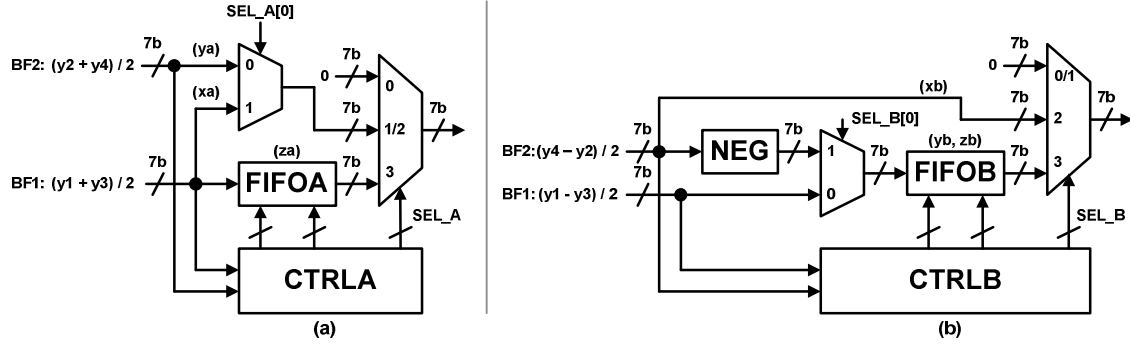 SEL_A[0]
7b
(ya)
7b
BF2: (y2 + y4) / 2
0
0
0
(xa)
7b
7b
1
1/2
7b
(za)
7b
BF1: (y1 + y3) / 2
FIFOA
3
SEL_A
CTRLA
(a)
7b
0
0/1
(xb)
7b
7b
2
SEL_B[0]
7b
7b
(yb, zb)
BF2: (y4 – y2) / 2
NEG
1
7b
FIFOB
7b
3
7b
BF1: (y1 - y3) / 2
0
SEL_B
CTRLB
(b)